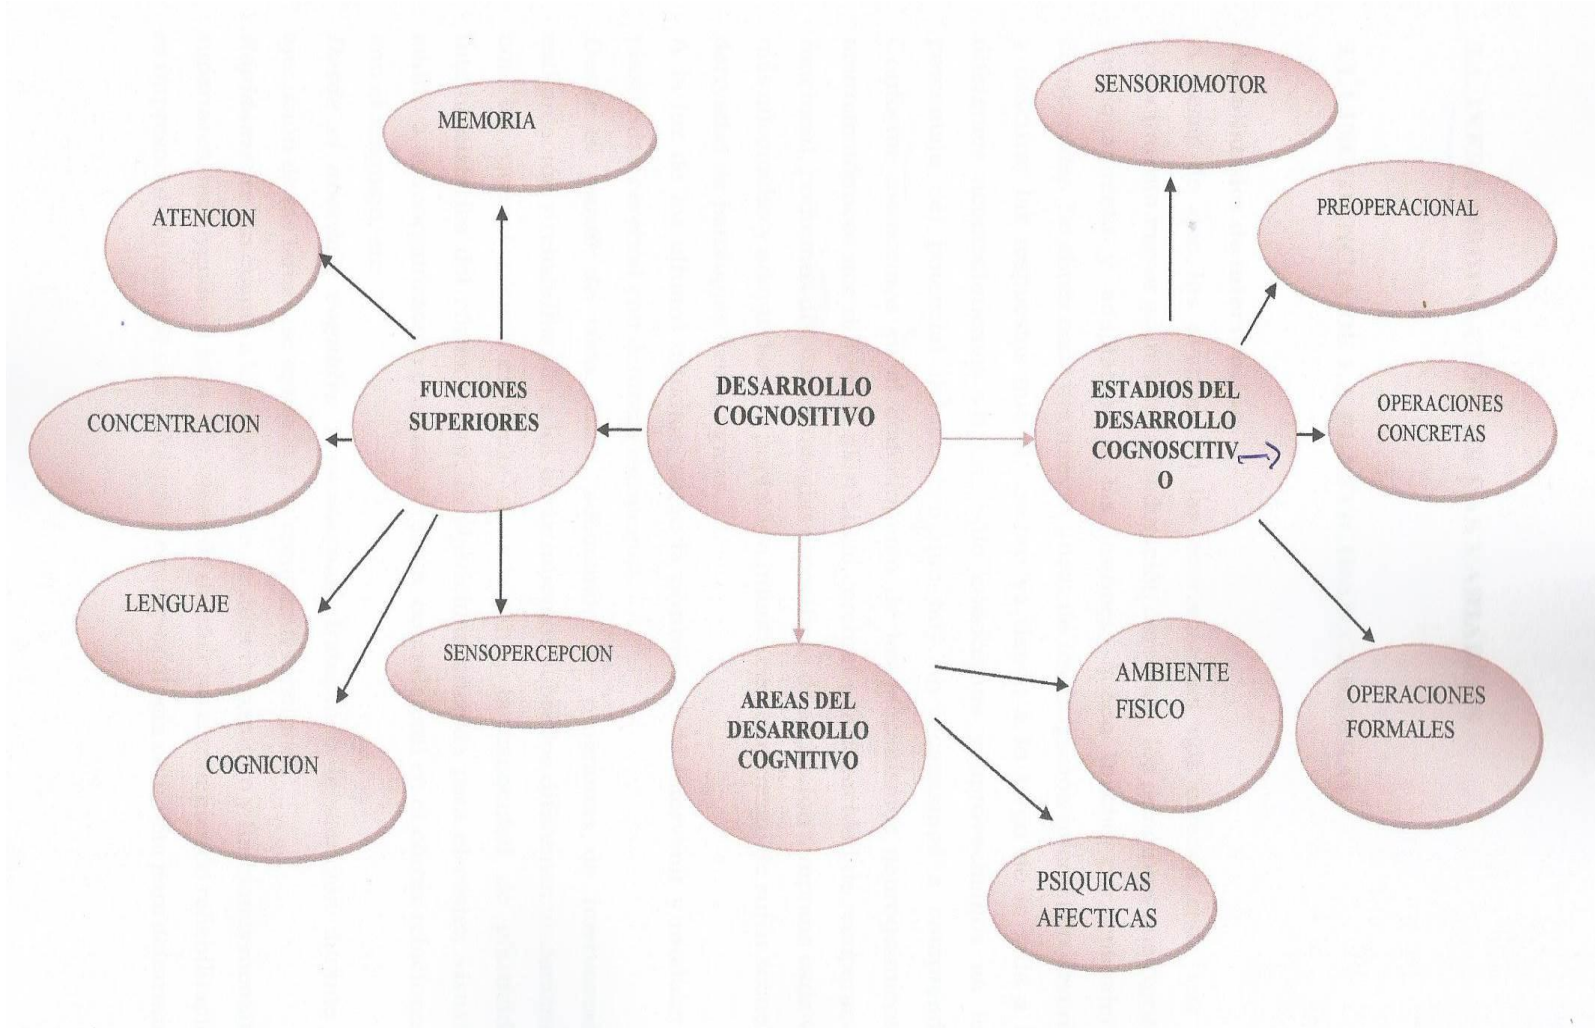 SENSORIOMOTOR
MEMORIA
PREOPERACIONAL
ATENCION
FUNCIONES
SUPERIORES
DESARROLLO
COGNOSITIVO
ESTADIOS DEL
DESARROLLO
COGNOSCITIV
O
OPERACIONES
CONCRETAS
CONCENTRACION
LENGUAJE
SENSOPERCEPCION
COGNICION
AREAS DEL
DESARROLLO
COGNITIVO
AMBIENTE
FISICO
OPERACIONES
FORMALES
PSIQUICAS
AFECTICAS